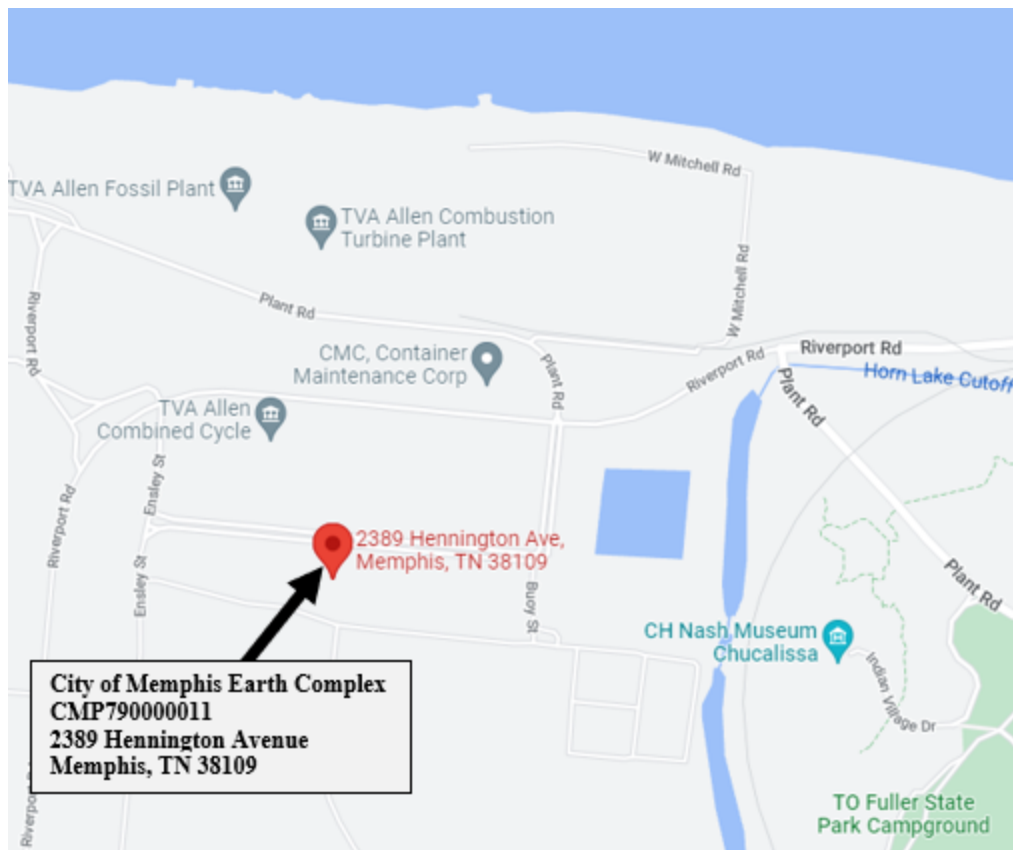 W Mitchell Rd
TVA Allen Fossil Plant
TVA Allen Combustion
Turbine Plant
W Mitchell Rd
Plant Rd
Riverport Rd
Riverport Rd
CMC, Container
Maintenance Corp
Plant Rd
Riverport Rd
Horn Lake Cutoff
Plant Rd
TVA Allen
Combined Cycle
Ensley St
Riverport Rd
2389 Hennington Ave,
Memphis, TN 38109
Ensley St
Buoy St
Plant Rd
CH Nash Museum
Chucalissa
Indian Village Dr
City of Memphis Earth Complex
CMP790000011
2389 Hennington Avenue
Memphis, TN 38109
Riverport
TO Fuller State
Park Campground